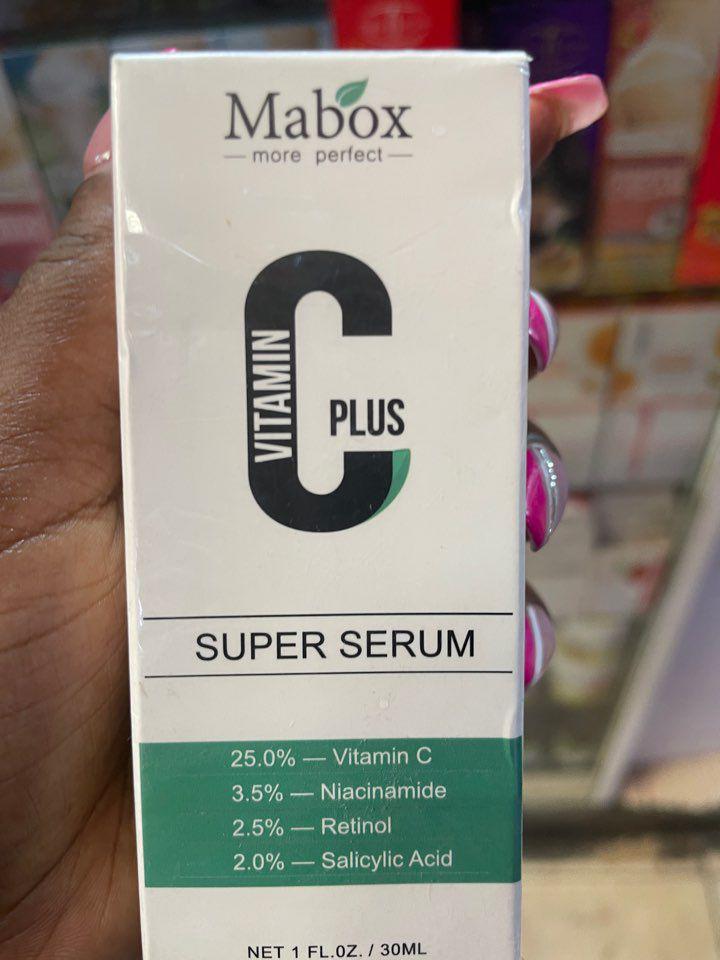 Mabox
more perfect
VITAMIN
C
PLUS
SUPER SERUM
25.0% — Vitamin C
3.5% — Niacinamide
2.5% — Retinol
2.0% — Salicylic Acid
NET 1 FL.OZ. / 30ML